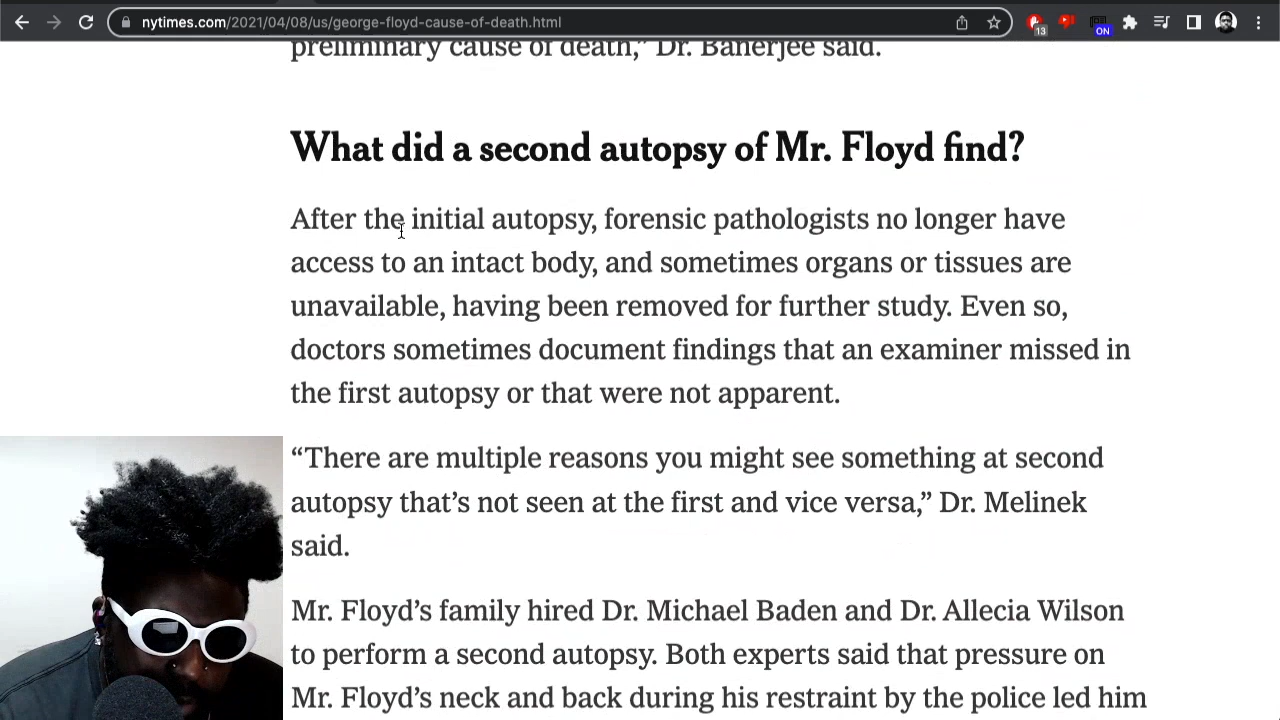 nytimes.com/2021/04/08/us/george-floyd-cause-of-death.html
13
ON
preliminary cause of death,” Dr. Banerjee said.
What did a second autopsy of Mr. Floyd find?
After the initial autopsy, forensic pathologists no longer have
access to an intact body, and sometimes organs or tissues are
unavailable, having been removed for further study. Even so,
doctors sometimes document findings that an examiner missed in
the first autopsy or that were not apparent.
“There are multiple reasons you might see something at second
autopsy that’s not seen at the first and vice versa,” Dr. Melinek
said.
Mr. Floyd’s family hired Dr. Michael Baden and Dr. Allecia Wilson
to perform a second autopsy. Both experts said that pressure on
Mr. Floyd’s neck and back during his restraint by the police led him